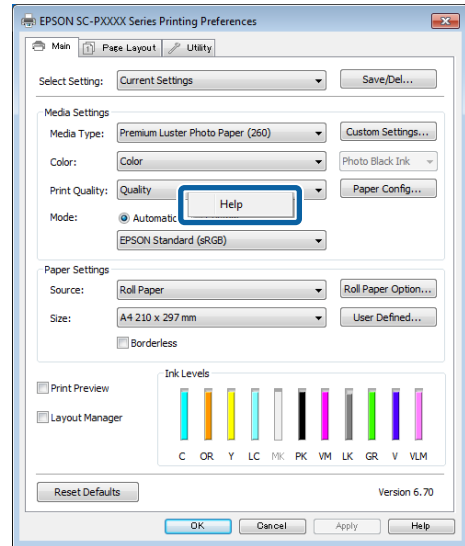 EPSON SC-PXXXX Series Printing Preferences
Main Page Layout Utility
Select Setting: Current Settings Save/Del...
Media Settings
Media Type: Premium Luster Photo Paper (260) Custom Settings...
Color: Color Photo Black Ink
Print Quality: Quality Paper Config...
Help
Mode: Automatic
EPSON Standard (sRGB)
Paper Settings
Source: Roll Paper Roll Paper Option...
Size: A4 210 x 297 mm User Defined...
Borderless
Ink Levels
Print Preview
Layout Manager
C OR Y LC MK PK VM LK GR V VLM
Reset Defaults Version 6.70
OK Cancel Apply Help